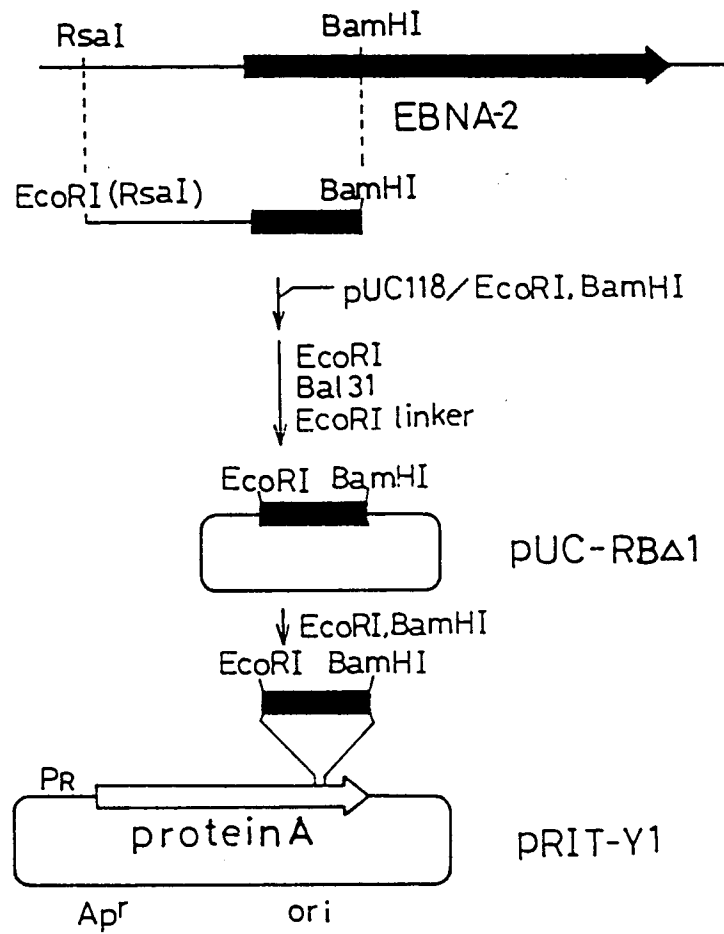 RsaI
BamHI
EBNA-2
EcoRI (RsaI)
BamHI
pUC118/EcoRI, BamHI
EcoRI
Bal31
EcoRI linker
EcoRI BamHI
pUC-RBΔ1
EcoRI,BamHI
EcoRI BamHI
PR
protein A
pRIT-Y1
Apr
ori